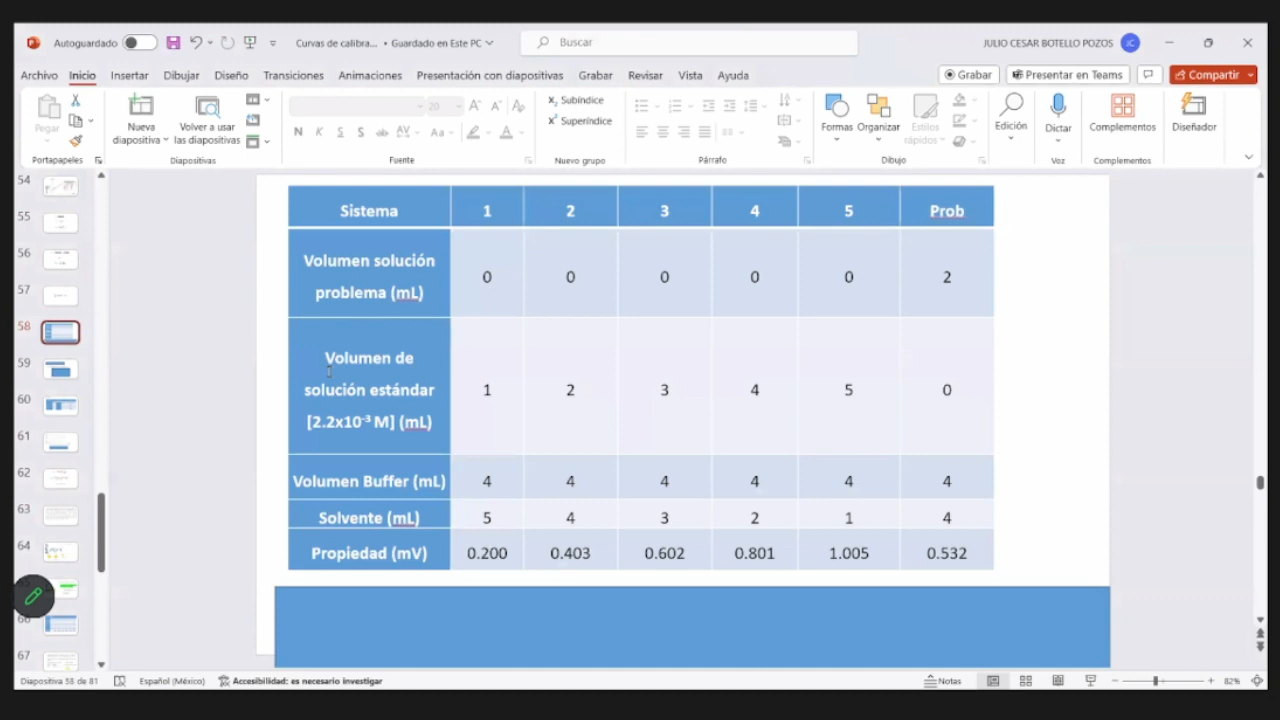 Autoguardado
Curvas de calibra... • Guardado en Este PC
Buscar
JULIO CESAR BOTELLO POZOS
JC
Archivo Inicio Insertar Dibujar Diseño Transiciones Animaciones Presentación con diapositivas Grabar Revisar Vista Ayuda
Grabar
Presentar en Teams
Compartir
Pegar
Nueva diapositiva
Volver a usar las diapositivas
20
N K S S ab AV Aa A
x₂ Subíndice
x² Superíndice
Formas Organizar Estilos rápidos
Edición
Dictar
Complementos
Diseñador
Portapapeles Diapositivas Fuente Nuevo grupo Párrafo Dibujo Voz Complementos
54
55
56
57
58
59
60
61
62
63
64
66
67
Sistema 1 2 3 4 5 Prob
Volumen solución
problema (mL) 0 0 0 0 0 2
Volumen de
solución estándar 1 2 3 4 5 0
[2.2x10⁻³ M] (mL)
Volumen Buffer (mL) 4 4 4 4 4 4
Solvente (mL) 5 4 3 2 1 4
Propiedad (mV) 0.200 0.403 0.602 0.801 1.005 0.532
Diapositiva 58 de 81 Español (México) Accesibilidad: es necesario investigar Notas 82%